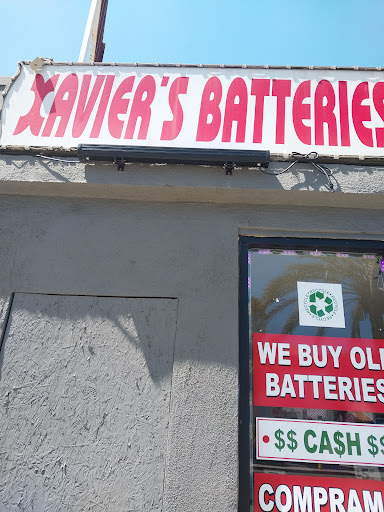 XAVIER'S BATTERIES
WE BUY OLD
BATTERIES
$$ CA$H $$
COMPRAM